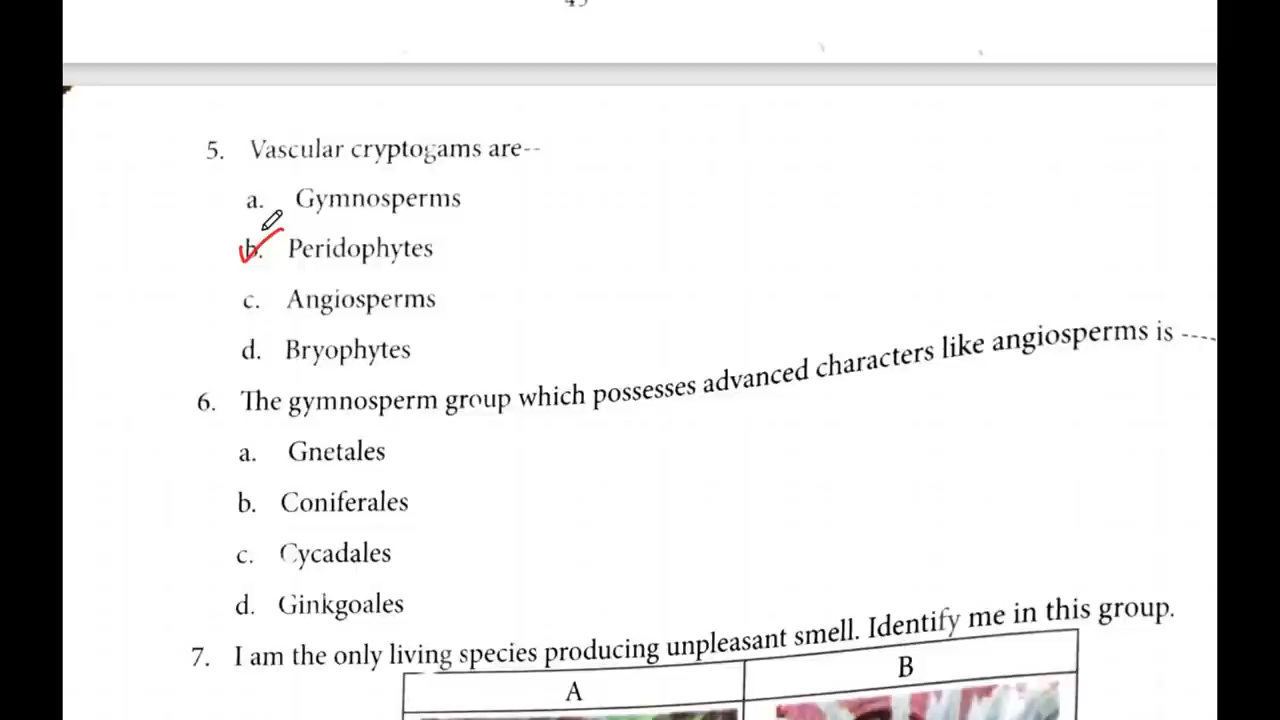 5. Vascular cryptogams are--
a. Gymnosperms
b. Peridophytes
c. Angiosperms
d. Bryophytes
6. The gymnosperm group which possesses advanced characters like angiosperms is ----
a. Gnetales
b. Coniferales
c. Cycadales
d. Ginkgoales
7. I am the only living species producing unpleasant smell. Identify me in this group.
A B